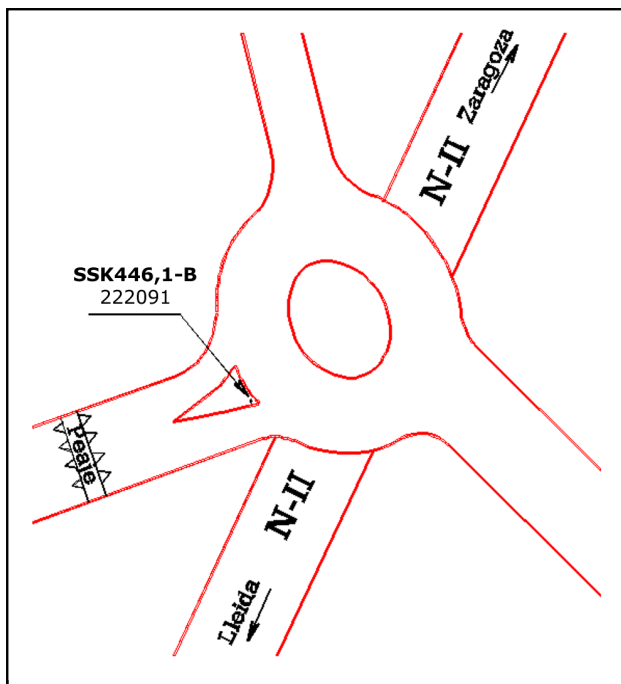 N-II Zaragoza
SSK446,1-B
222091
Peaje
N-II
Lleida